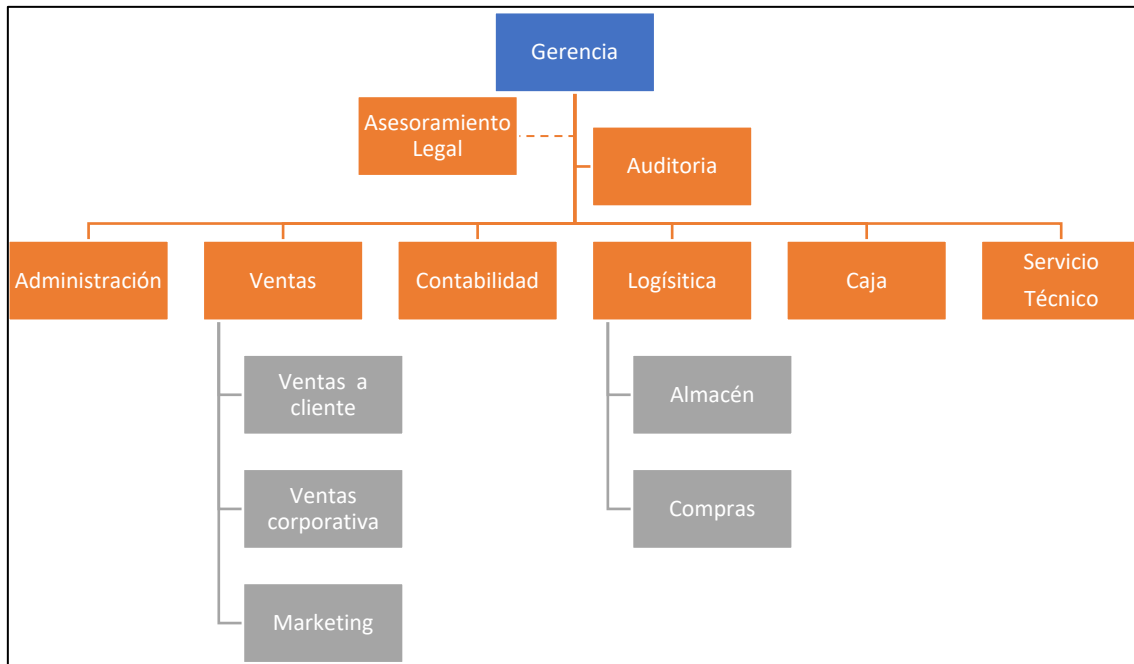 Gerencia
Asesoramiento
Legal
Auditoria
Administración
Ventas
Contabilidad
Logísitica
Caja
Servicio
Técnico
Ventas a
cliente
Almacén
Ventas
corporativa
Compras
Marketing